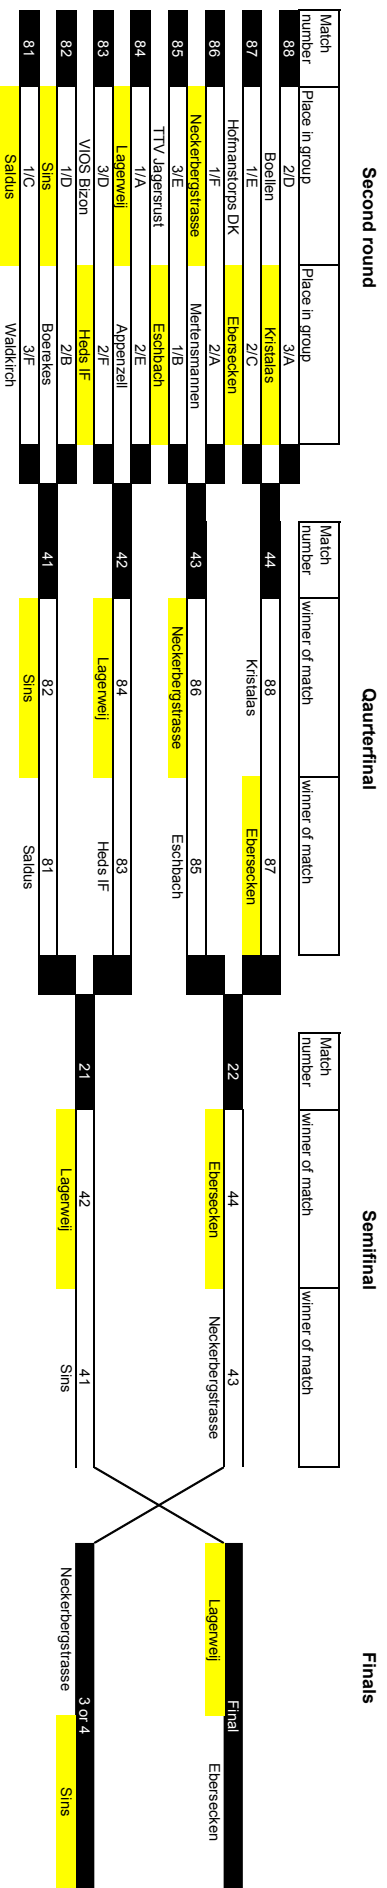 Second round
Match number
Place in group
Place in group
88
2/D
3/A
Boellen
Kristalas
87
1/E
2/C
Hofmanstorps DK
Ebersecken
86
1/F
2/A
Neckerbergstrasse
Mertensmannen
85
3/E
1/B
TTV Jagersrust
Eschbach
84
1/A
2/E
Lagerweij
Appenzell
83
3/D
2/F
VIOS Bizon
Heds IF
82
1/D
2/B
Sins
Boerekes
81
1/C
3/F
Saldus
Waldkirch
Qaurterfinal
Match number
winner of match
winner of match
44
88
87
Kristalas
Ebersecken
43
86
85
Neckerbergstrasse
Eschbach
42
84
83
Lagerweij
Heds IF
41
82
81
Sins
Saldus
Semifinal
Match number
winner of match
winner of match
22
44
43
Ebersecken
Neckerbergstrasse
21
42
41
Lagerweij
Sins
Finals
Final
Lagerweij
Ebersecken
3 or 4
Neckerbergstrasse
Sins